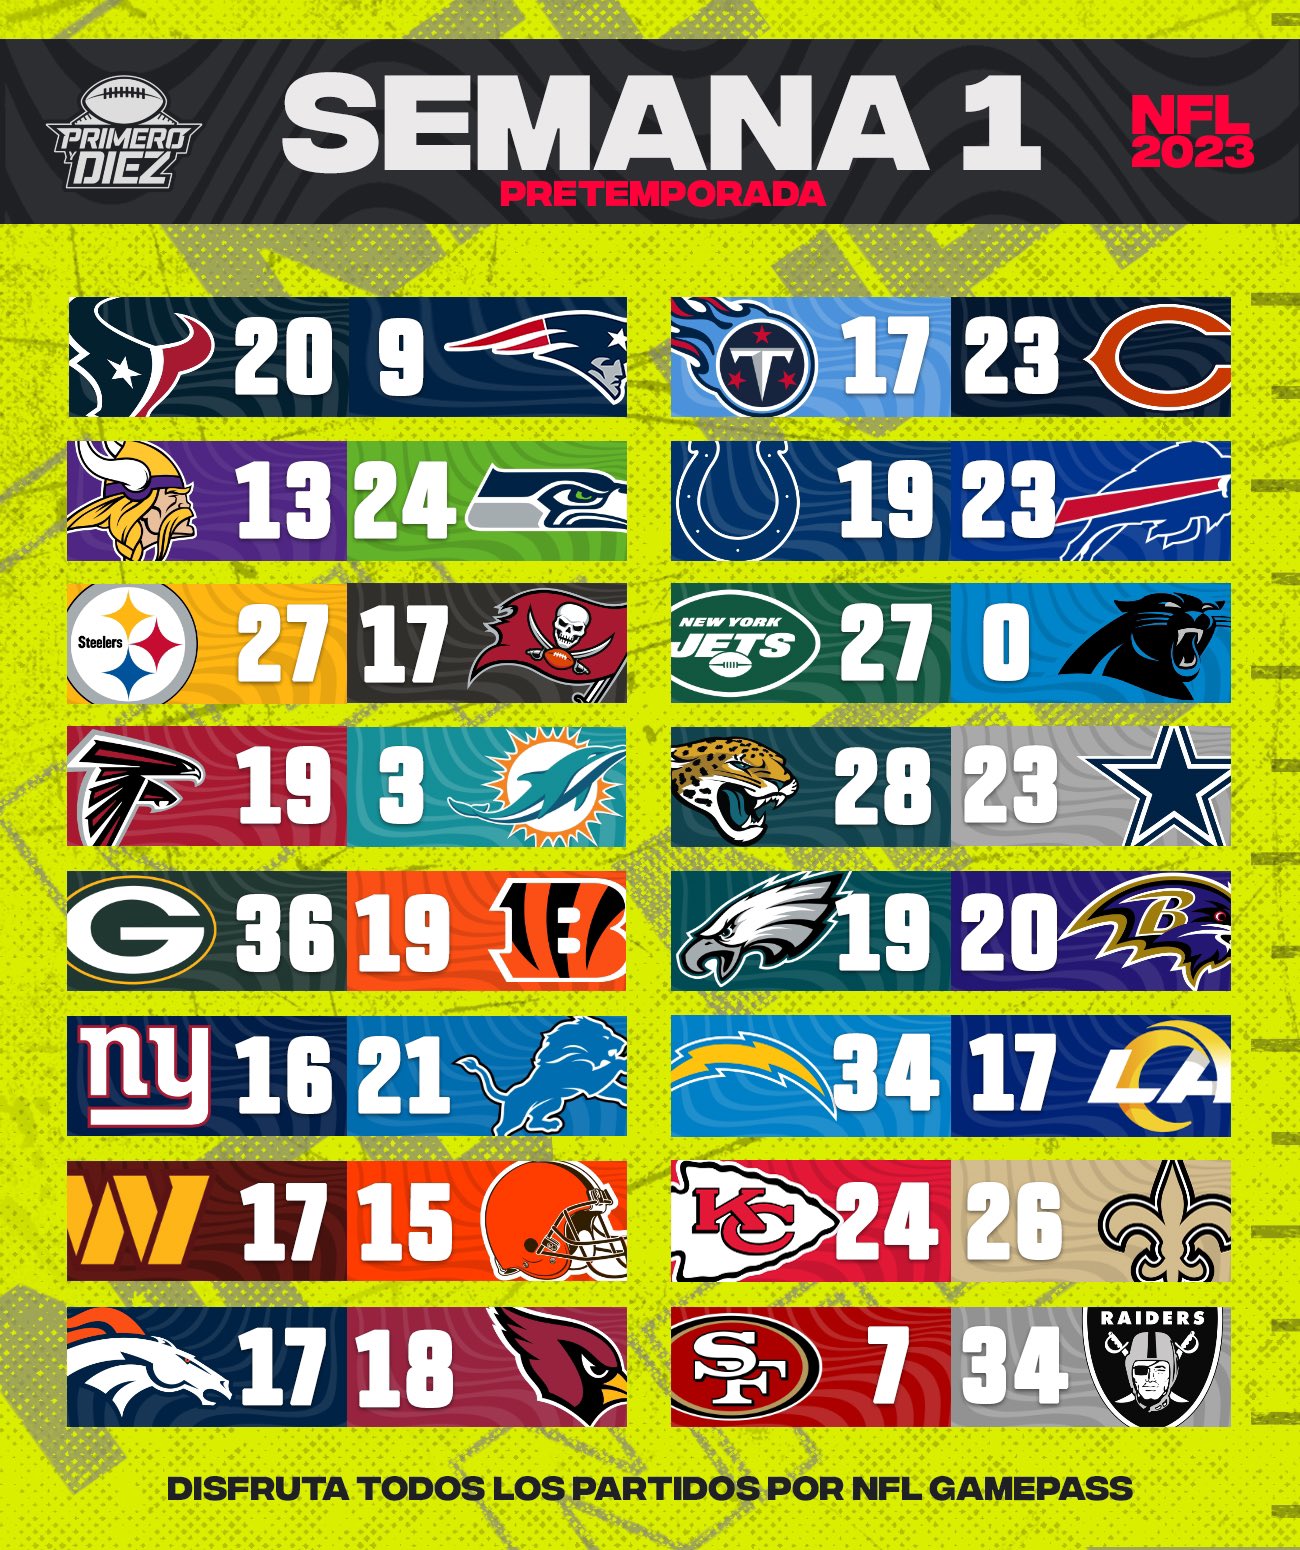 PRIMERO
Y
DIEZ
SEMANA 1
PRETEMPORADA
NFL
2023
20 9
T 17 23
13 24
19 23
Steelers 27 17
NEW YORK
JETS 27 0
19 3
28 23
G 36 19 B
19 20 B
ny 16 21
34 17 LA
W 17 15
KC 24 26
17 18
SF 7 34 RAIDERS
DISFRUTA TODOS LOS PARTIDOS POR NFL GAMEPASS